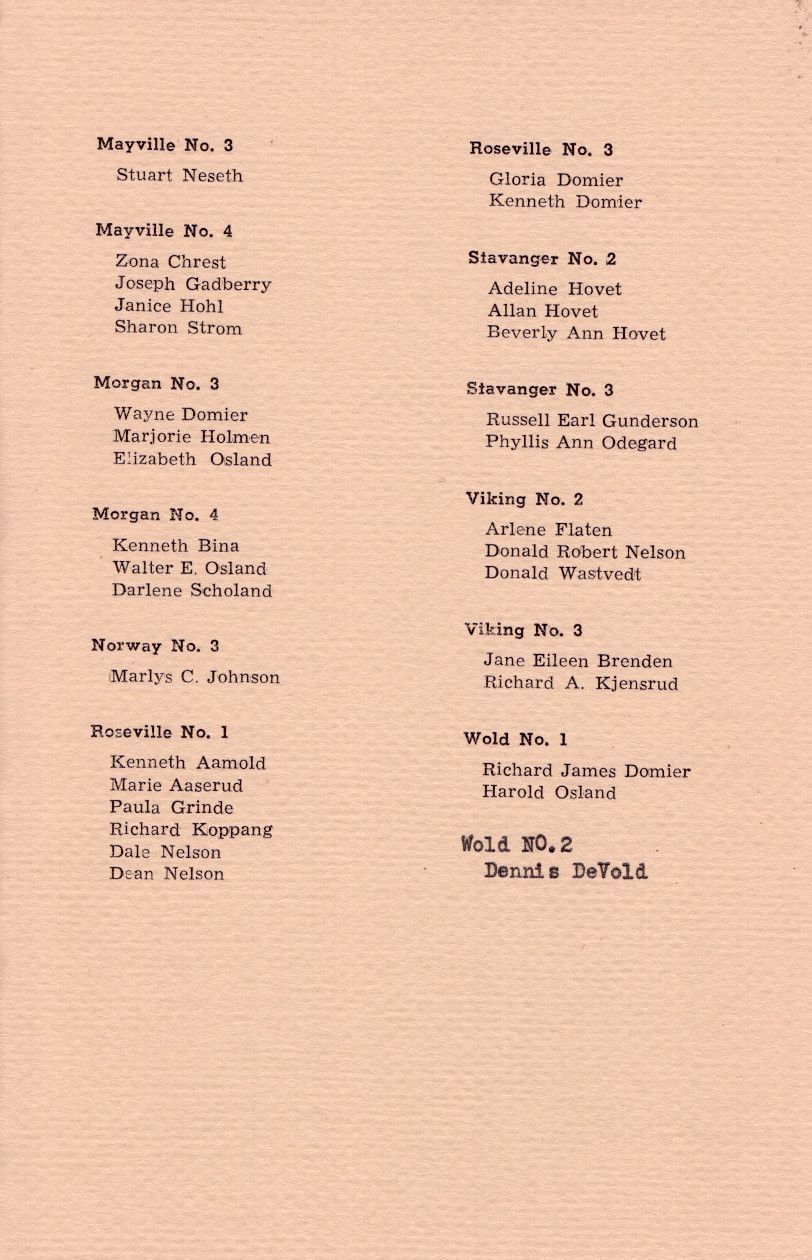 Mayville No. 3
Stuart Neseth
Mayville No. 4
Zona Chrest
Joseph Gadberry
Janice Hohl
Sharon Strom
Morgan No. 3
Wayne Domier
Marjorie Holmen
Elizabeth Osland
Morgan No. 4
Kenneth Bina
Walter E. Osland
Darlene Scholand
Norway No. 3
Marlys C. Johnson
Roseville No. 1
Kenneth Aamold
Marie Aaserud
Paula Grinde
Richard Koppang
Dale Nelson
Dean Nelson
Roseville No. 3
Gloria Domier
Kenneth Domier
Stavanger No. 2
Adeline Hovet
Allan Hovet
Beverly Ann Hovet
Stavanger No. 3
Russell Earl Gunderson
Phyllis Ann Odegard
Viking No. 2
Arlene Flaten
Donald Robert Nelson
Donald Wastvedt
Viking No. 3
Jane Eileen Brenden
Richard A. Kjensrud
Wold No. 1
Richard James Domier
Harold Osland
Wold NO.2
Dennis DeVold